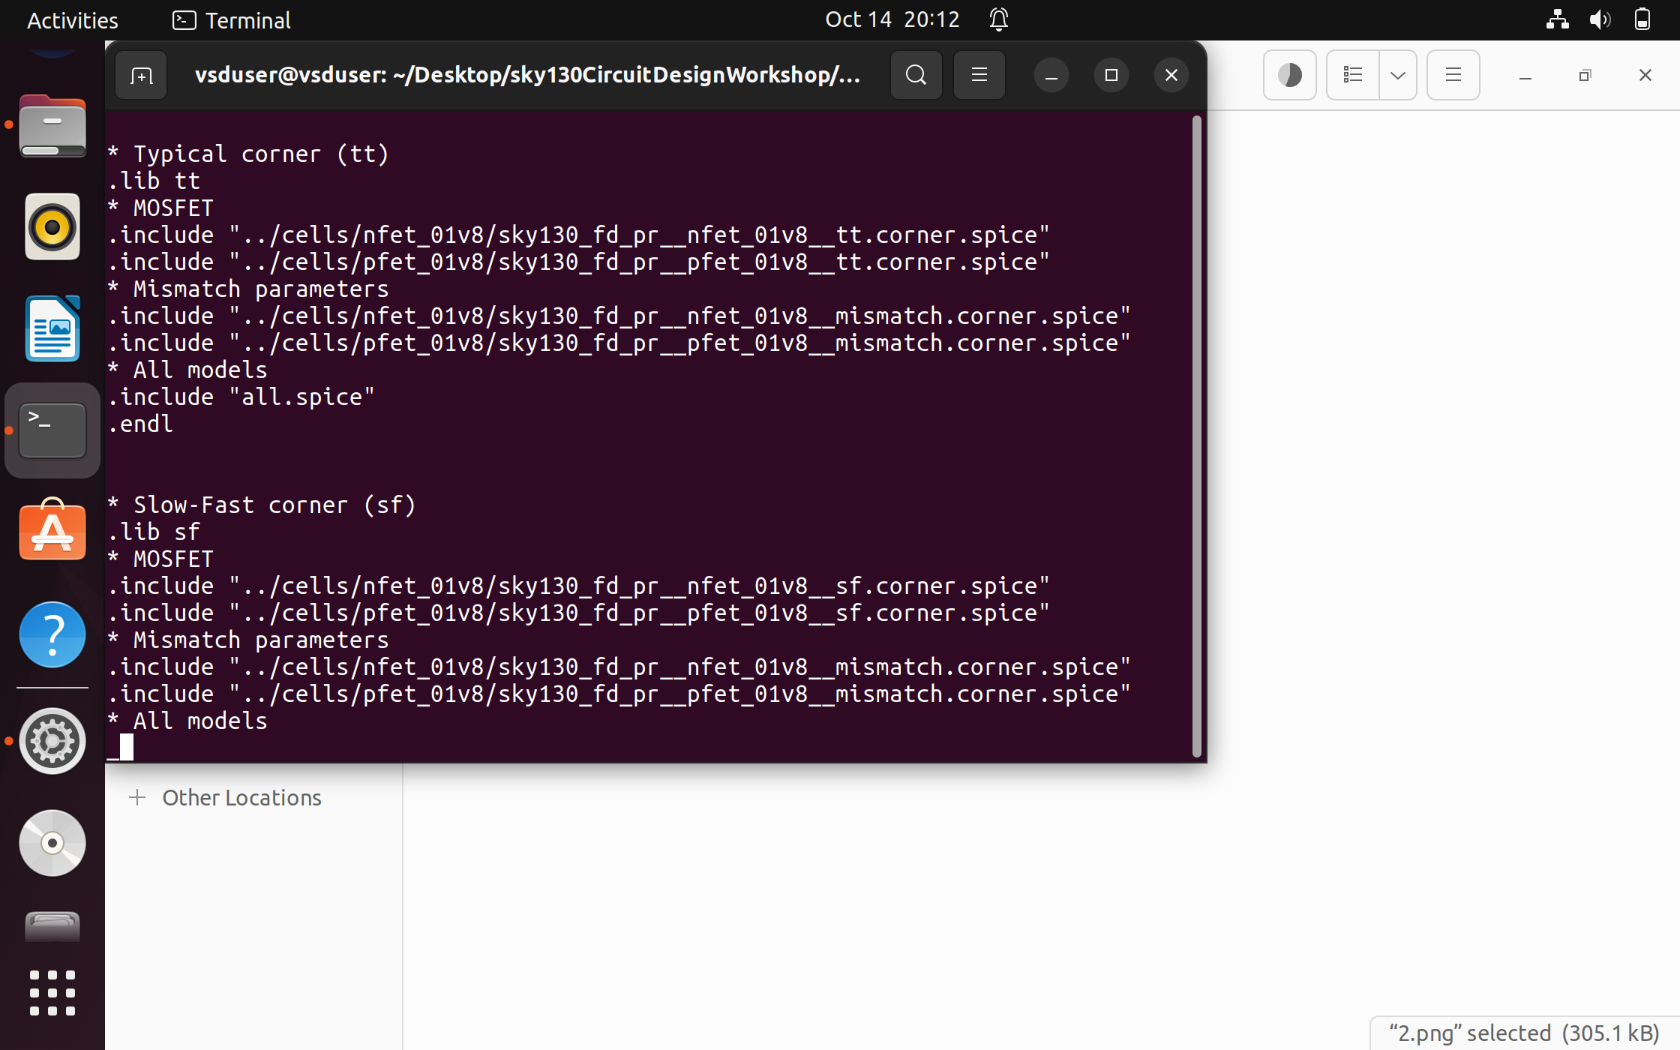 Activities
Terminal
Oct 14 20:12
vsduser@vsduser: ~/Desktop/sky130CircuitDesignWorkshop/...
* Typical corner (tt)
.lib tt
* MOSFET
.include "../cells/nfet_01v8/sky130_fd_pr__nfet_01v8__tt.corner.spice"
.include "../cells/pfet_01v8/sky130_fd_pr__pfet_01v8__tt.corner.spice"
* Mismatch parameters
.include "../cells/nfet_01v8/sky130_fd_pr__nfet_01v8__mismatch.corner.spice"
.include "../cells/pfet_01v8/sky130_fd_pr__pfet_01v8__mismatch.corner.spice"
* All models
.include "all.spice"
.endl
* Slow-Fast corner (sf)
.lib sf
* MOSFET
.include "../cells/nfet_01v8/sky130_fd_pr__nfet_01v8__sf.corner.spice"
.include "../cells/pfet_01v8/sky130_fd_pr__pfet_01v8__sf.corner.spice"
* Mismatch parameters
.include "../cells/nfet_01v8/sky130_fd_pr__nfet_01v8__mismatch.corner.spice"
.include "../cells/pfet_01v8/sky130_fd_pr__pfet_01v8__mismatch.corner.spice"
* All models
+ Other Locations
“2.png” selected (305.1 kB)